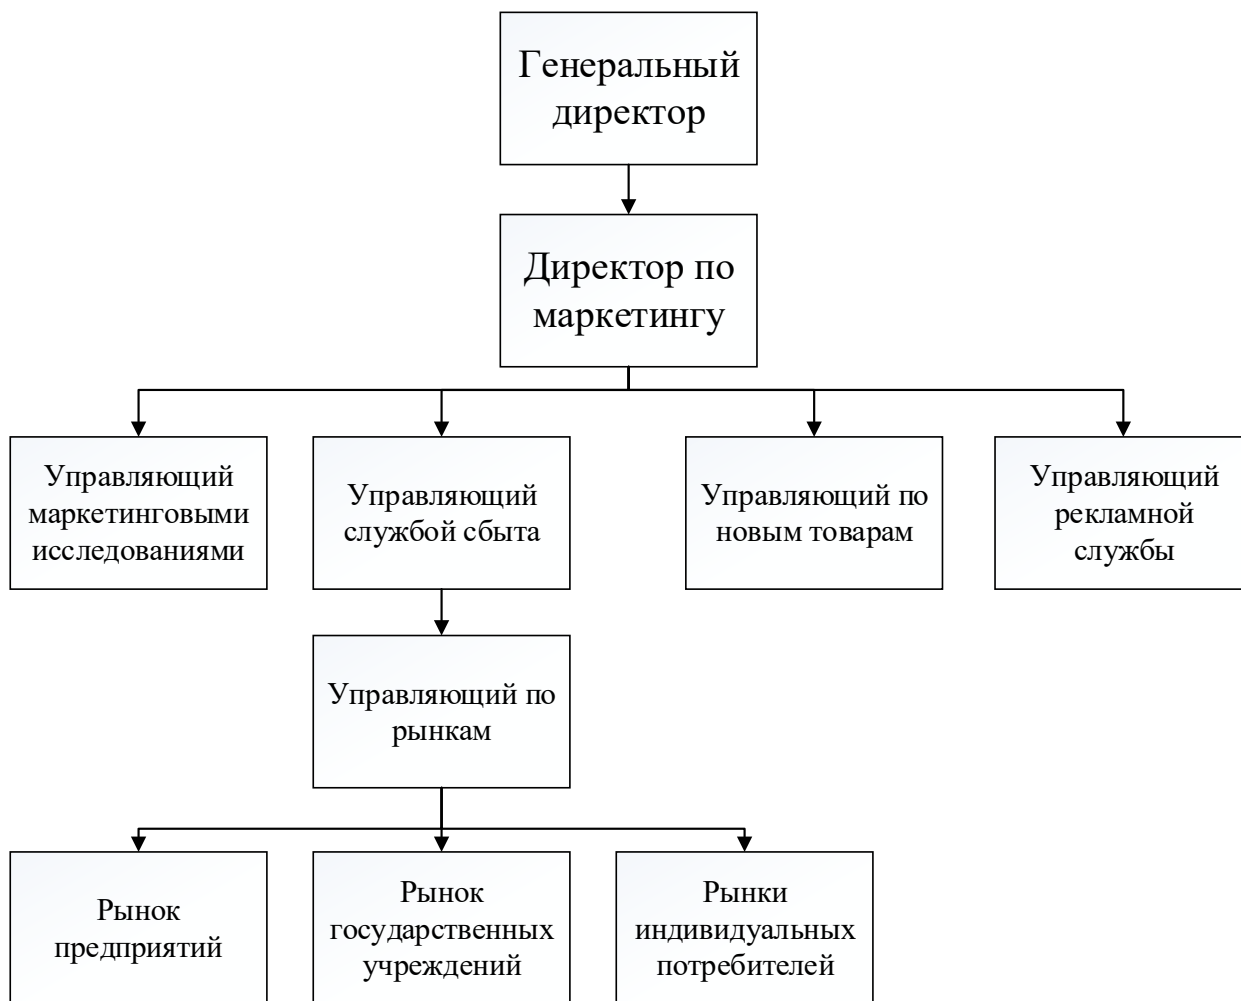 Генеральный
директор
Директор по
маркетингу
Управляющий
маркетинговыми
исследованиями
Управляющий
службой сбыта
Управляющий по
новым товарам
Управляющий
рекламной
службы
Управляющий по
рынкам
Рынок
предприятий
Рынок
государственных
учреждений
Рынки
индивидуальных
потребителей